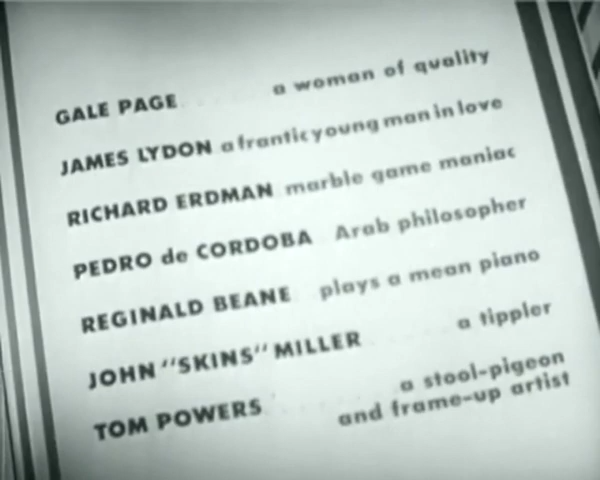 GALE PAGE a woman of quality
JAMES LYDON a frantic young man in love
RICHARD ERDMAN marble game maniac
PEDRO de CORDOBA Arab philosopher
REGINALD BEANE plays a mean piano
JOHN "SKINS" MILLER a tippler
TOM POWERS a stool-pigeon
and frame-up artist